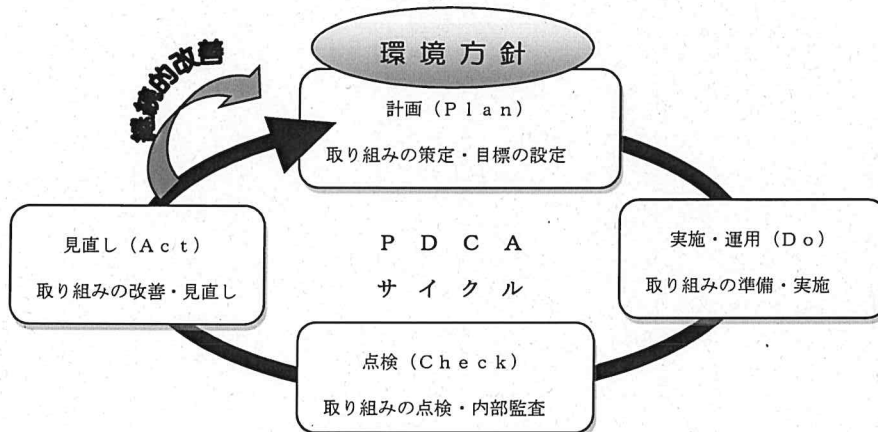 継続的改善
環境方針
計画（Plan）
取り組みの策定・目標の設定
見直し（Act）
取り組みの改善・見直し
PDCA
サイクル
実施・運用（Do）
取り組みの準備・実施
点検（Check）
取り組みの点検・内部監査